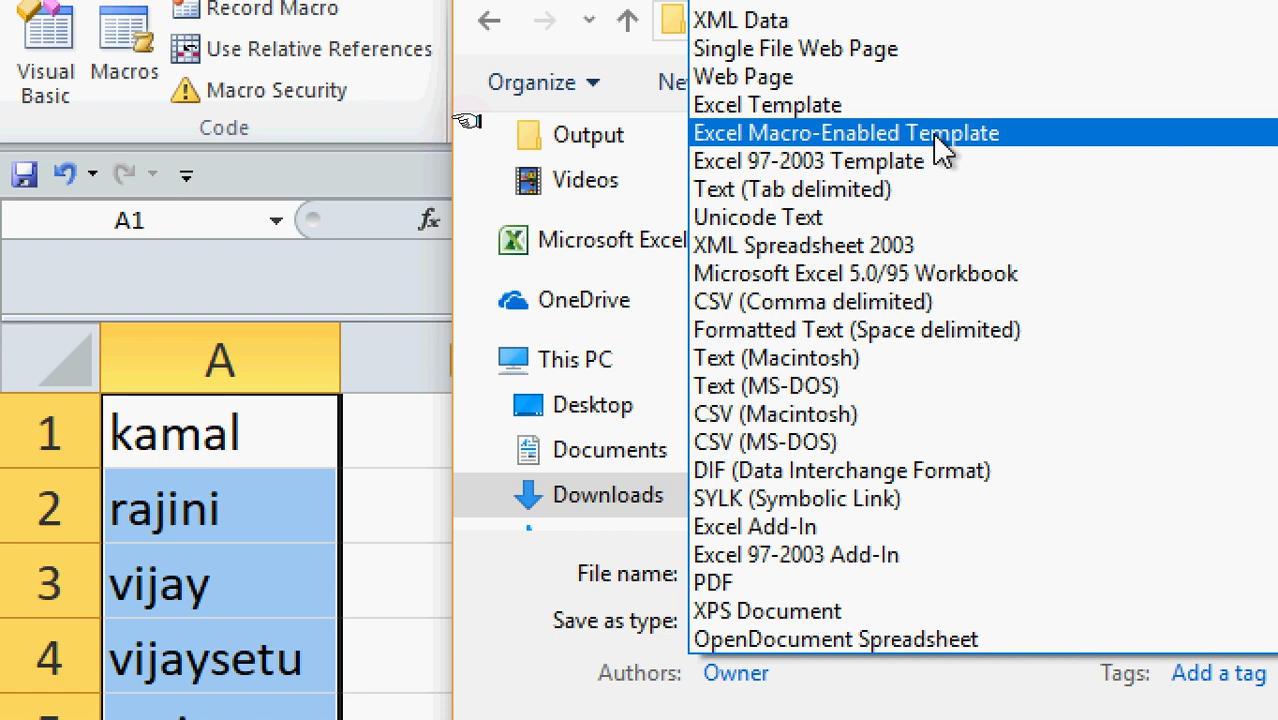 Record Macro
Use Relative References
Macro Security
Visual
Basic
Macros
Code
A1
fx
A
1
kamal
2
rajini
3
vijay
4
vijaysetu
Organize
Ne
Output
Videos
Microsoft Excel
OneDrive
This PC
Desktop
Documents
Downloads
File name:
Save as type:
Authors:
Owner
Tags:
Add a tag
XML Data
Single File Web Page
Web Page
Excel Template
Excel Macro-Enabled Template
Excel 97-2003 Template
Text (Tab delimited)
Unicode Text
XML Spreadsheet 2003
Microsoft Excel 5.0/95 Workbook
CSV (Comma delimited)
Formatted Text (Space delimited)
Text (Macintosh)
Text (MS-DOS)
CSV (Macintosh)
CSV (MS-DOS)
DIF (Data Interchange Format)
SYLK (Symbolic Link)
Excel Add-In
Excel 97-2003 Add-In
PDF
XPS Document
OpenDocument Spreadsheet